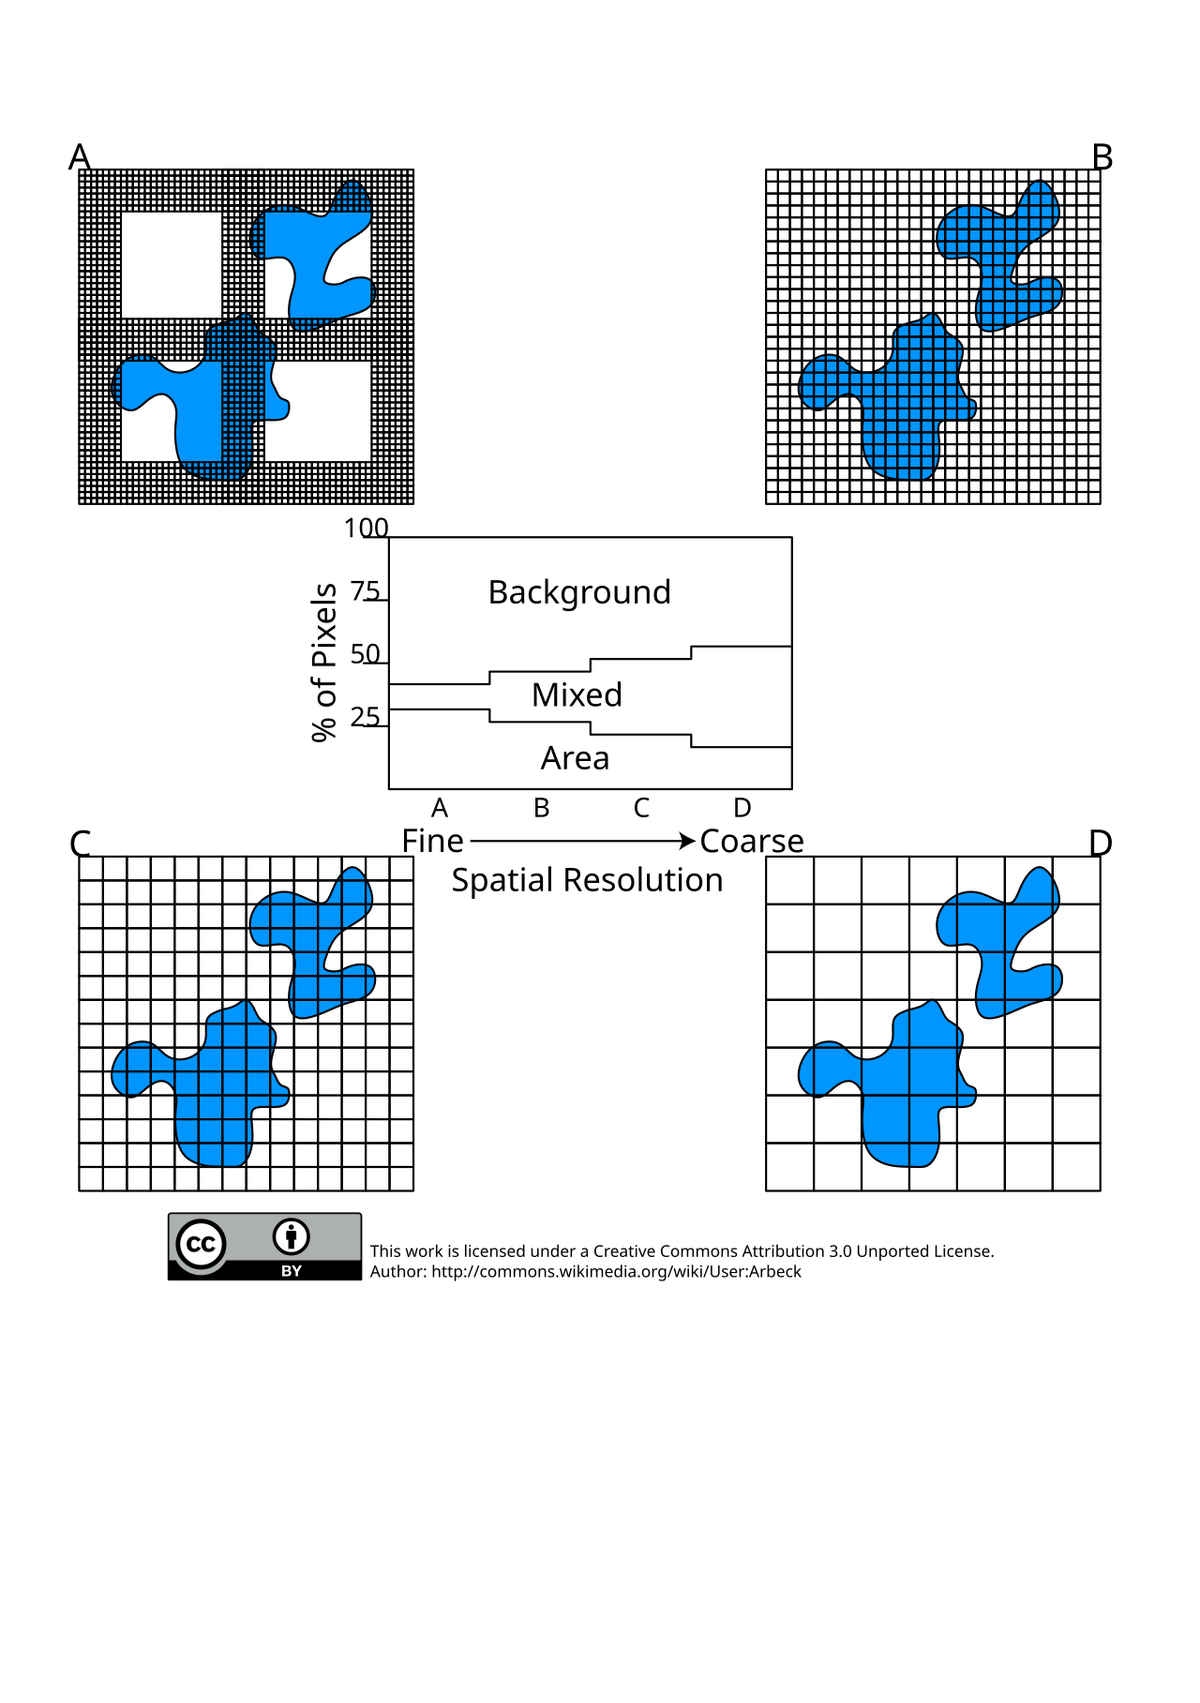 A
B
100
75
50
25
% of Pixels
Background
Mixed
Area
A B C D
Fine Coarse
Spatial Resolution
C
D
cc
BY
This work is licensed under a Creative Commons Attribution 3.0 Unported License.
Author: http://commons.wikimedia.org/wiki/User:Arbeck